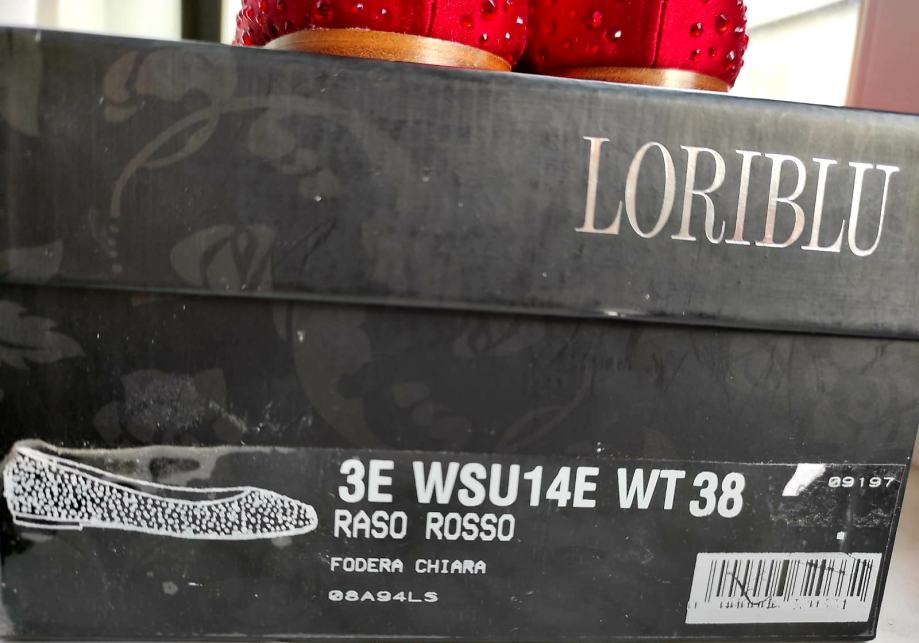 LORIBLU
3E WSU14E WT 38
09197
RASO ROSSO
FODERA CHIARA
08A94LS